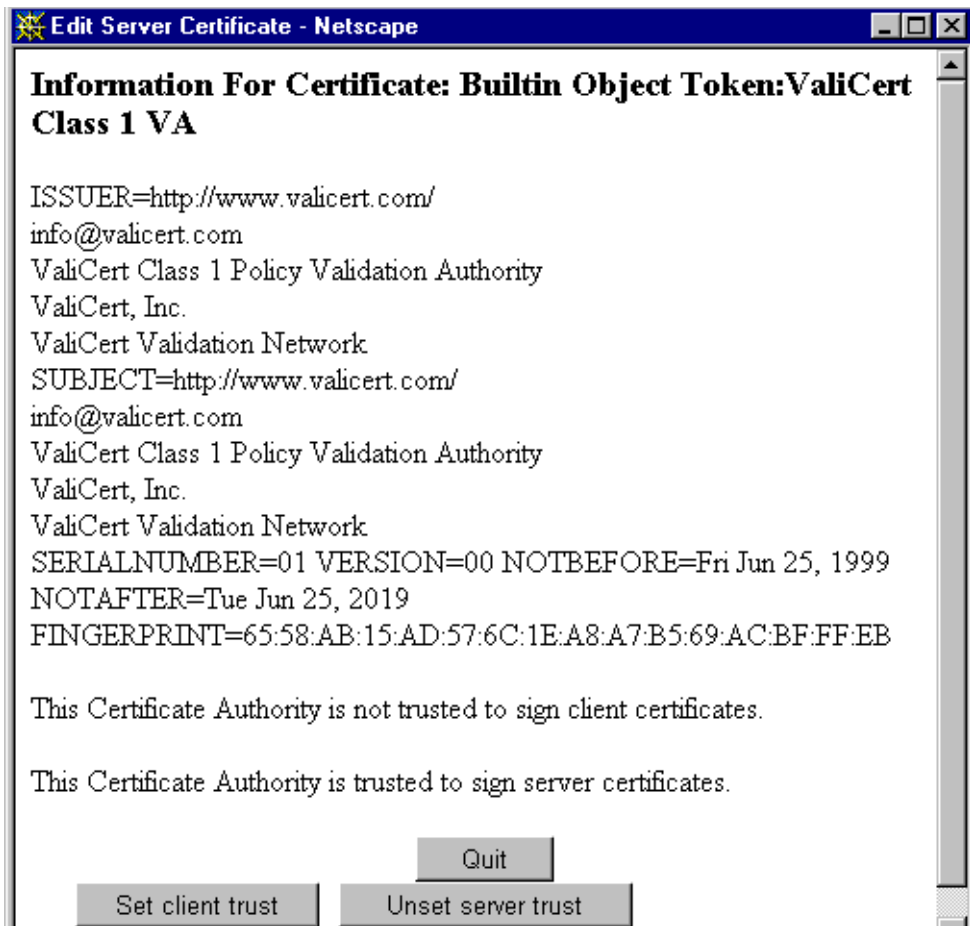 Edit Server Certificate - Netscape
Information For Certificate: Builtin Object Token:ValiCert
Class 1 VA
ISSUER=http://www.valicert.com/
info@valicert.com
ValiCert Class 1 Policy Validation Authority
ValiCert, Inc.
ValiCert Validation Network
SUBJECT=http://www.valicert.com/
info@valicert.com
ValiCert Class 1 Policy Validation Authority
ValiCert, Inc.
ValiCert Validation Network
SERIALNUMBER=01 VERSION=00 NOTBEFORE=Fri Jun 25, 1999
NOTAFTER=Tue Jun 25, 2019
FINGERPRINT=65:58:AB:15:AD:57:6C:1E:A8:A7:B5:69:AC:BF:FF:EB
This Certificate Authority is not trusted to sign client certificates.
This Certificate Authority is trusted to sign server certificates.
Quit
Set client trust Unset server trust